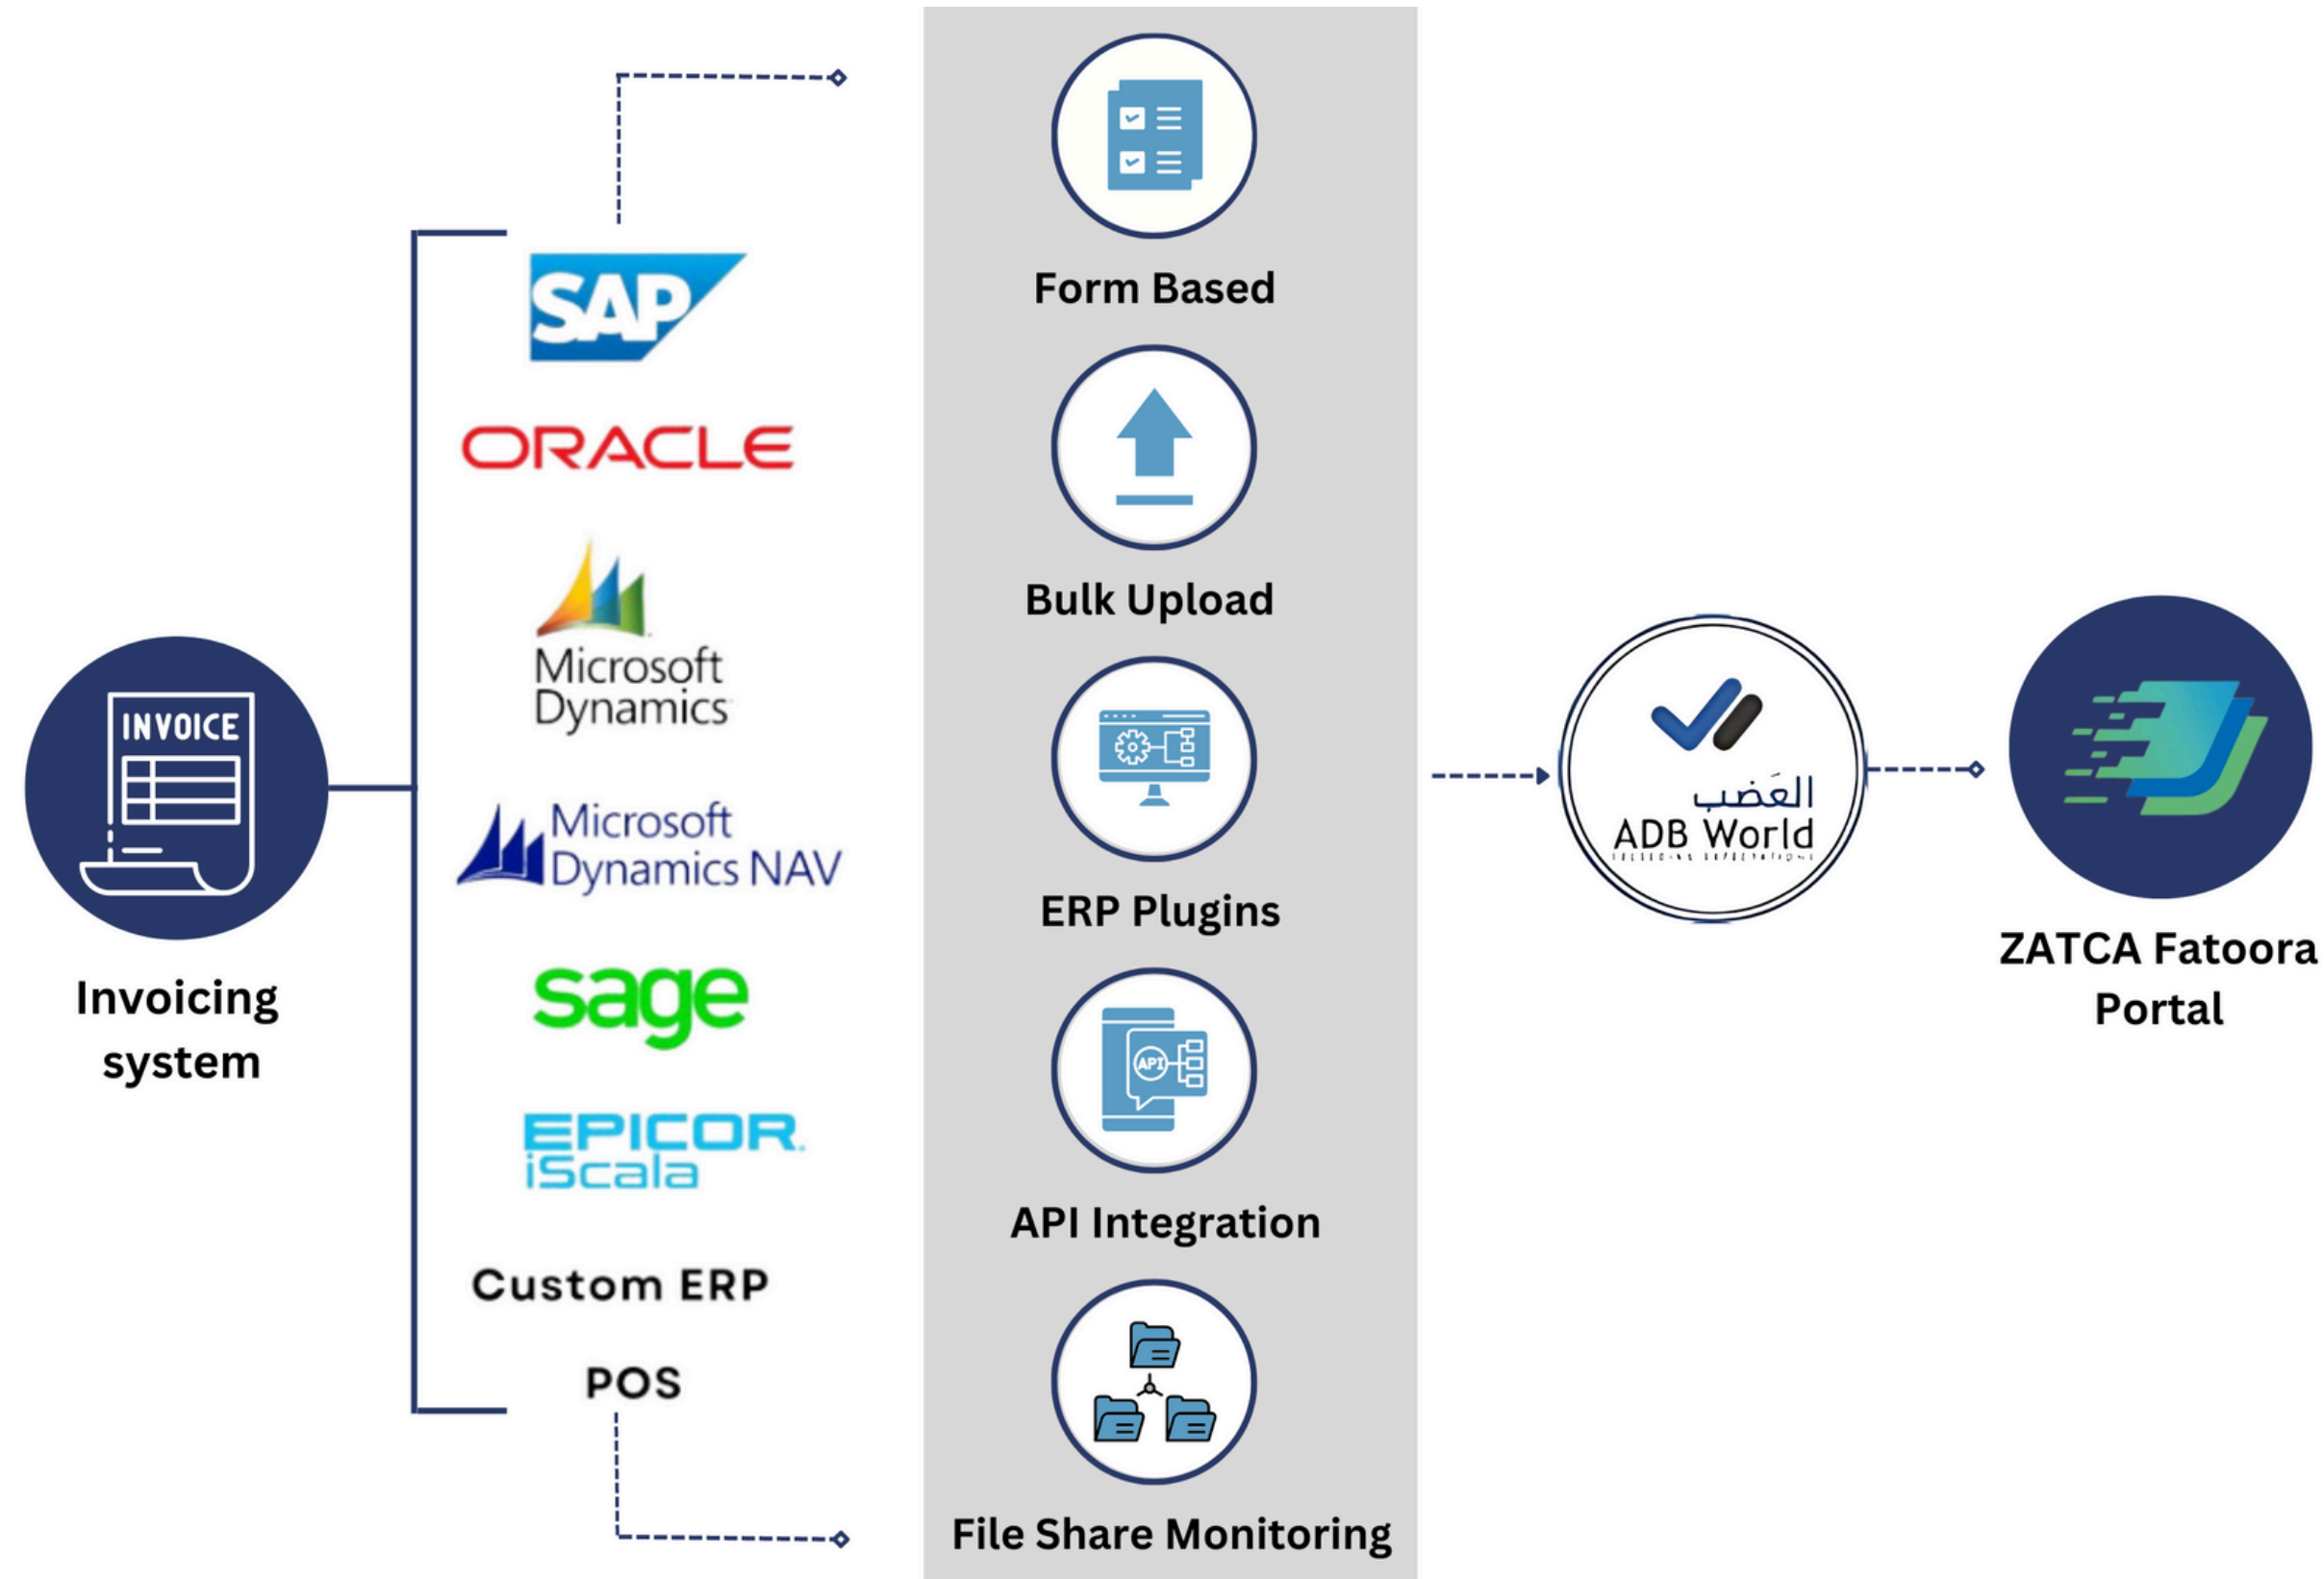 INVOICE
Invoicing
system
SAP
ORACLE
Microsoft
Dynamics
Microsoft
Dynamics NAV
sage
EPICOR.
iScala
Custom ERP
POS
Form Based
Bulk Upload
ERP Plugins
API
API Integration
File Share Monitoring
العَضب
ADB World
ZATCA Fatoora
Portal